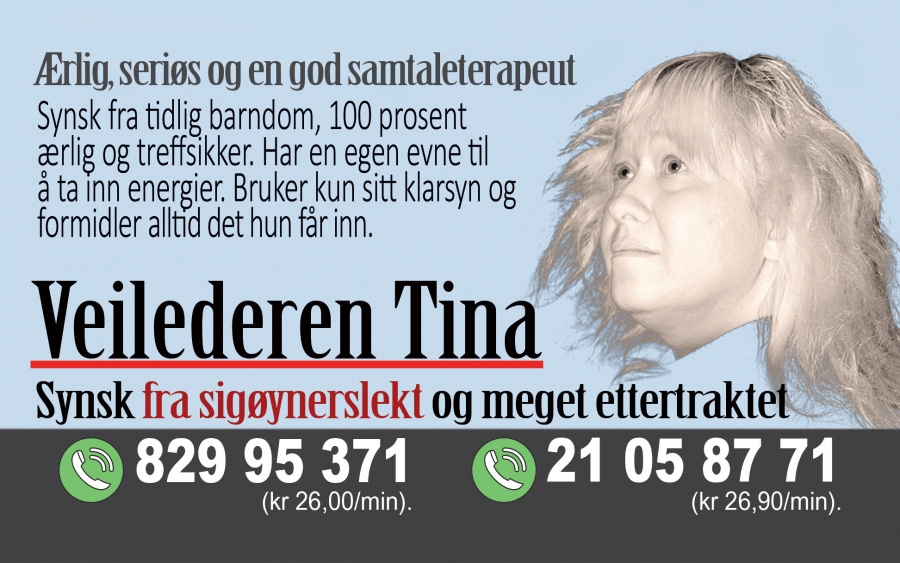 Ærlig, seriøs og en god samtaleterapeut
Synsk fra tidlig barndom, 100 prosent
ærlig og treffsikker. Har en egen evne til
å ta inn energier. Bruker kun sitt klarsyn og
formidler alltid det hun får inn.
Veilederen Tina
Synsk fra sigøynerslekt og meget ettertraktet
829 95 371
(kr 26,00/min).
21 05 87 71
(kr 26,90/min).